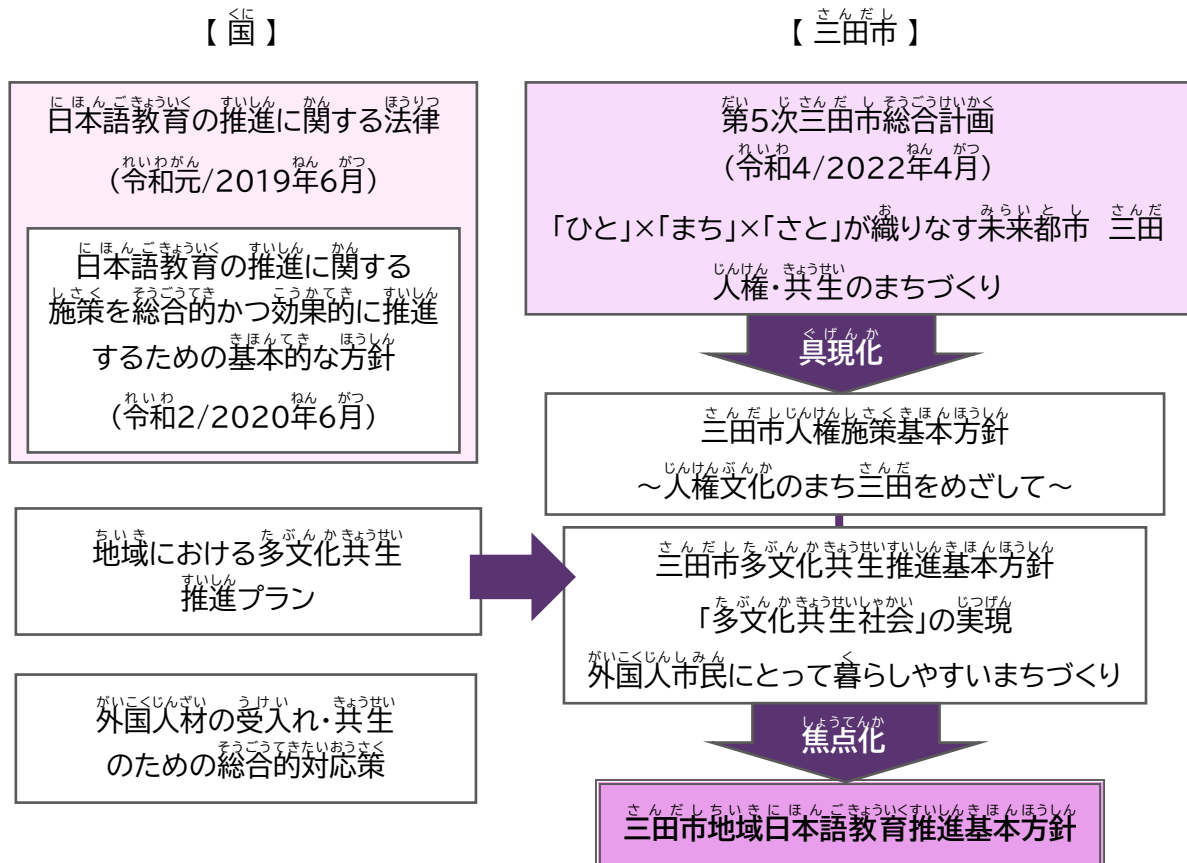 【 国 】
日本語教育の推進に関する法律
（令和元/2019年6月）
日本語教育の推進に関する
施策を総合的かつ効果的に推進
するための基本的な方針
（令和2/2020年6月）
地域における多文化共生
推進プラン
外国人材の受入れ・共生
のための総合的対応策
【 三田市 】
第5次三田市総合計画
（令和4/2022年4月）
「ひと」×「まち」×「さと」が織りなす未来都市 三田
人権・共生のまちづくり
具現化
三田市人権施策基本方針
～人権文化のまち三田をめざして～
三田市多文化共生推進基本方針
「多文化共生社会」の実現
外国人市民にとって暮らしやすいまちづくり
焦点化
三田市地域日本語教育推進基本方針